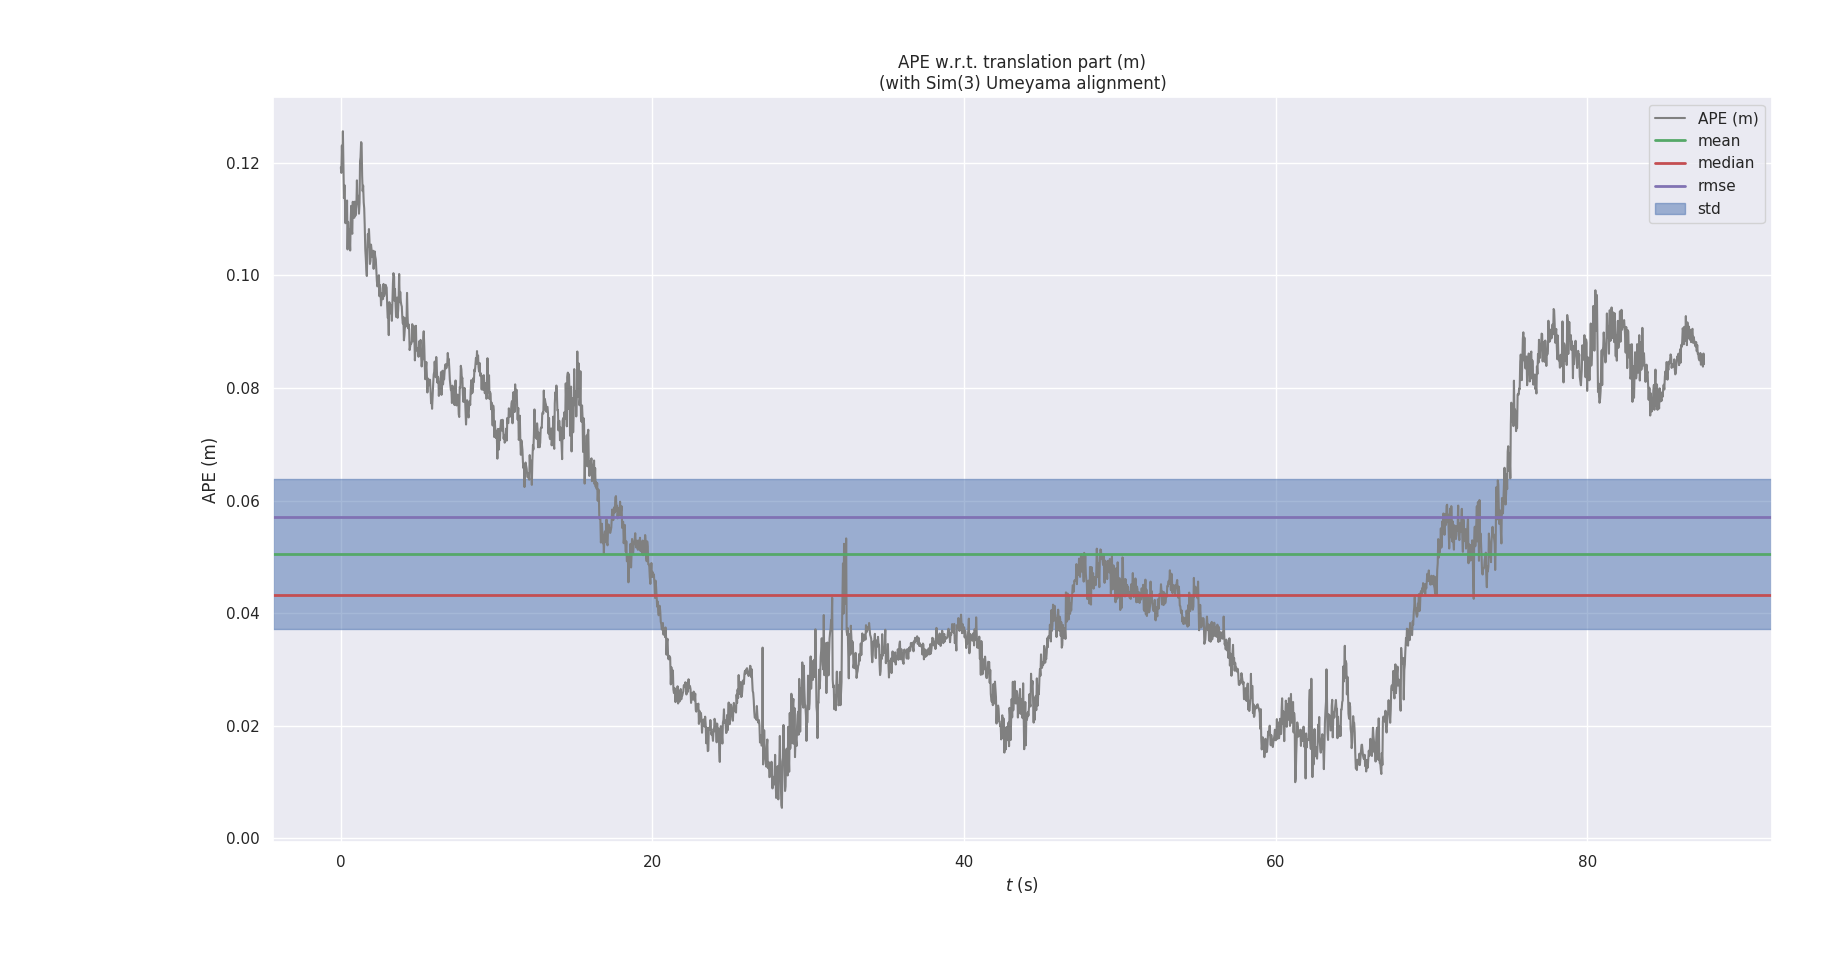 APE w.r.t. translation part (m)
(with Sim(3) Umeyama alignment)
APE (m)
mean
median
rmse
std
0.12
0.10
0.08
0.06
0.04
0.02
0.00
APE (m)
0 20 40 60 80
t (s)